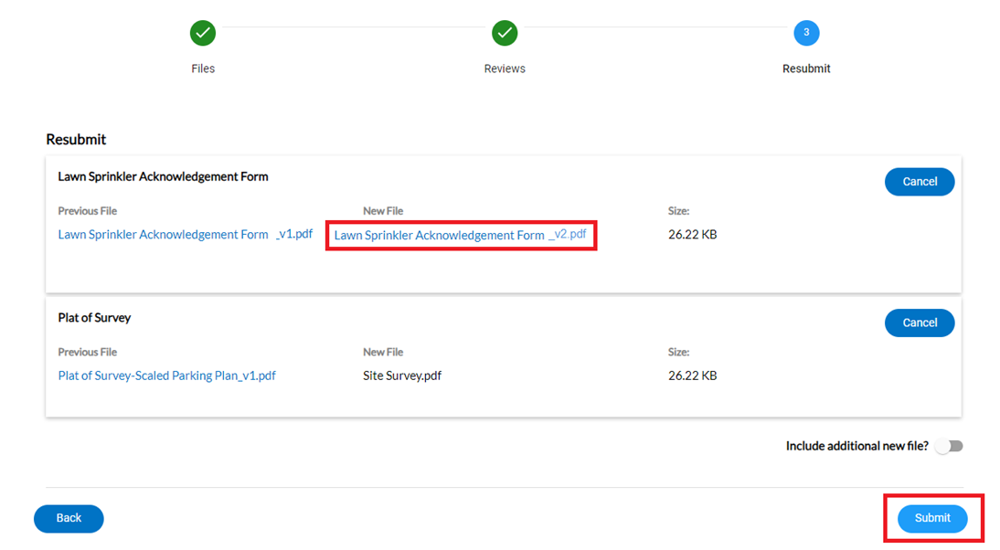 3
Files Reviews Resubmit
Resubmit
Lawn Sprinkler Acknowledgement Form
Cancel
Previous File New File Size:
Lawn Sprinkler Acknowledgement Form _v1.pdf Lawn Sprinkler Acknowledgement Form _v2.pdf 26.22 KB
Plat of Survey
Cancel
Previous File New File Size:
Plat of Survey-Scaled Parking Plan_v1.pdf Site Survey.pdf 26.22 KB
Include additional new file?
Back Submit